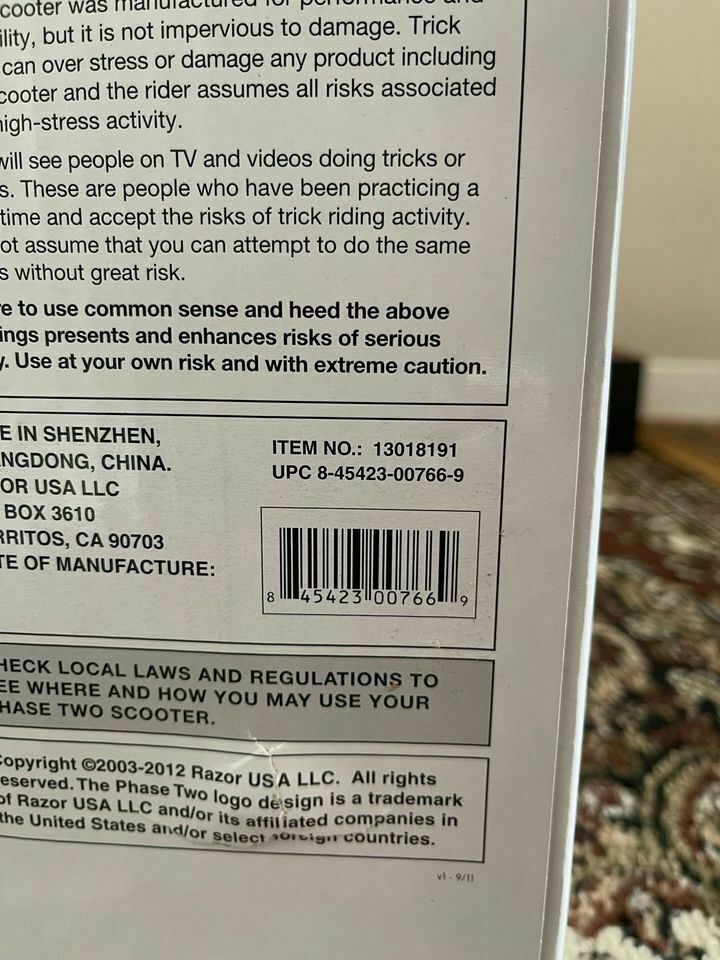 cooter was manufactured for performance and
ility, but it is not impervious to damage. Trick
can over stress or damage any product including
cooter and the rider assumes all risks associated
high-stress activity.
will see people on TV and videos doing tricks or
s. These are people who have been practicing a
time and accept the risks of trick riding activity.
ot assume that you can attempt to do the same
s without great risk.
e to use common sense and heed the above
ings presents and enhances risks of serious
y. Use at your own risk and with extreme caution.
E IN SHENZHEN,
NGDONG, CHINA.
OR USA LLC
BOX 3610
RRITOS, CA 90703
TE OF MANUFACTURE:
ITEM NO.: 13018191
UPC 8-45423-00766-9
8 45423 00766 9
HECK LOCAL LAWS AND REGULATIONS TO
EE WHERE AND HOW YOU MAY USE YOUR
HASE TWO SCOOTER.
Copyright ©2003-2012 Razor USA LLC. All rights
eserved. The Phase Two logo design is a trademark
of Razor USA LLC and/or its affiliated companies in
the United States and/or select foreign countries.
v1 - 9/11